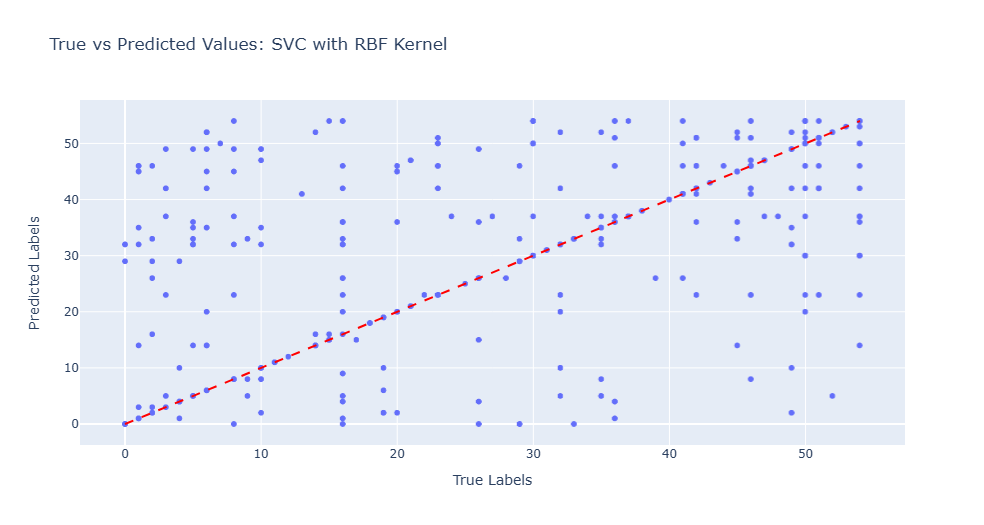 True vs Predicted Values: SVC with RBF Kernel
Predicted Labels
50
40
30
20
10
0
0 10 20 30 40 50
True Labels